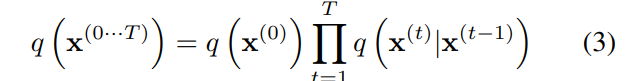 q(x^{(0⋯T)}) = q(x^{(0)}) ∏_{t=1}^{T} q(x^{(t)}|x^{(t−1)}) (3)